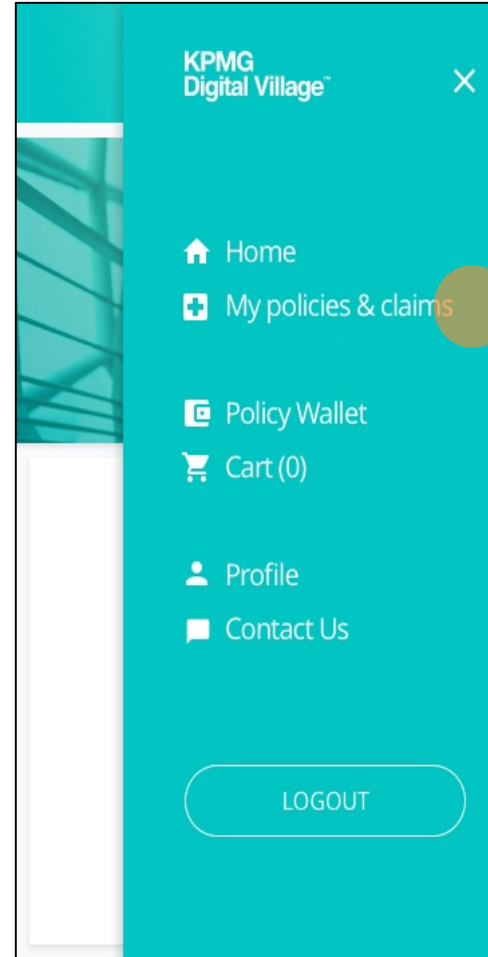 KPMG
Digital Village™
Home
My policies & claims
Policy Wallet
Cart (0)
Profile
Contact Us
LOGOUT